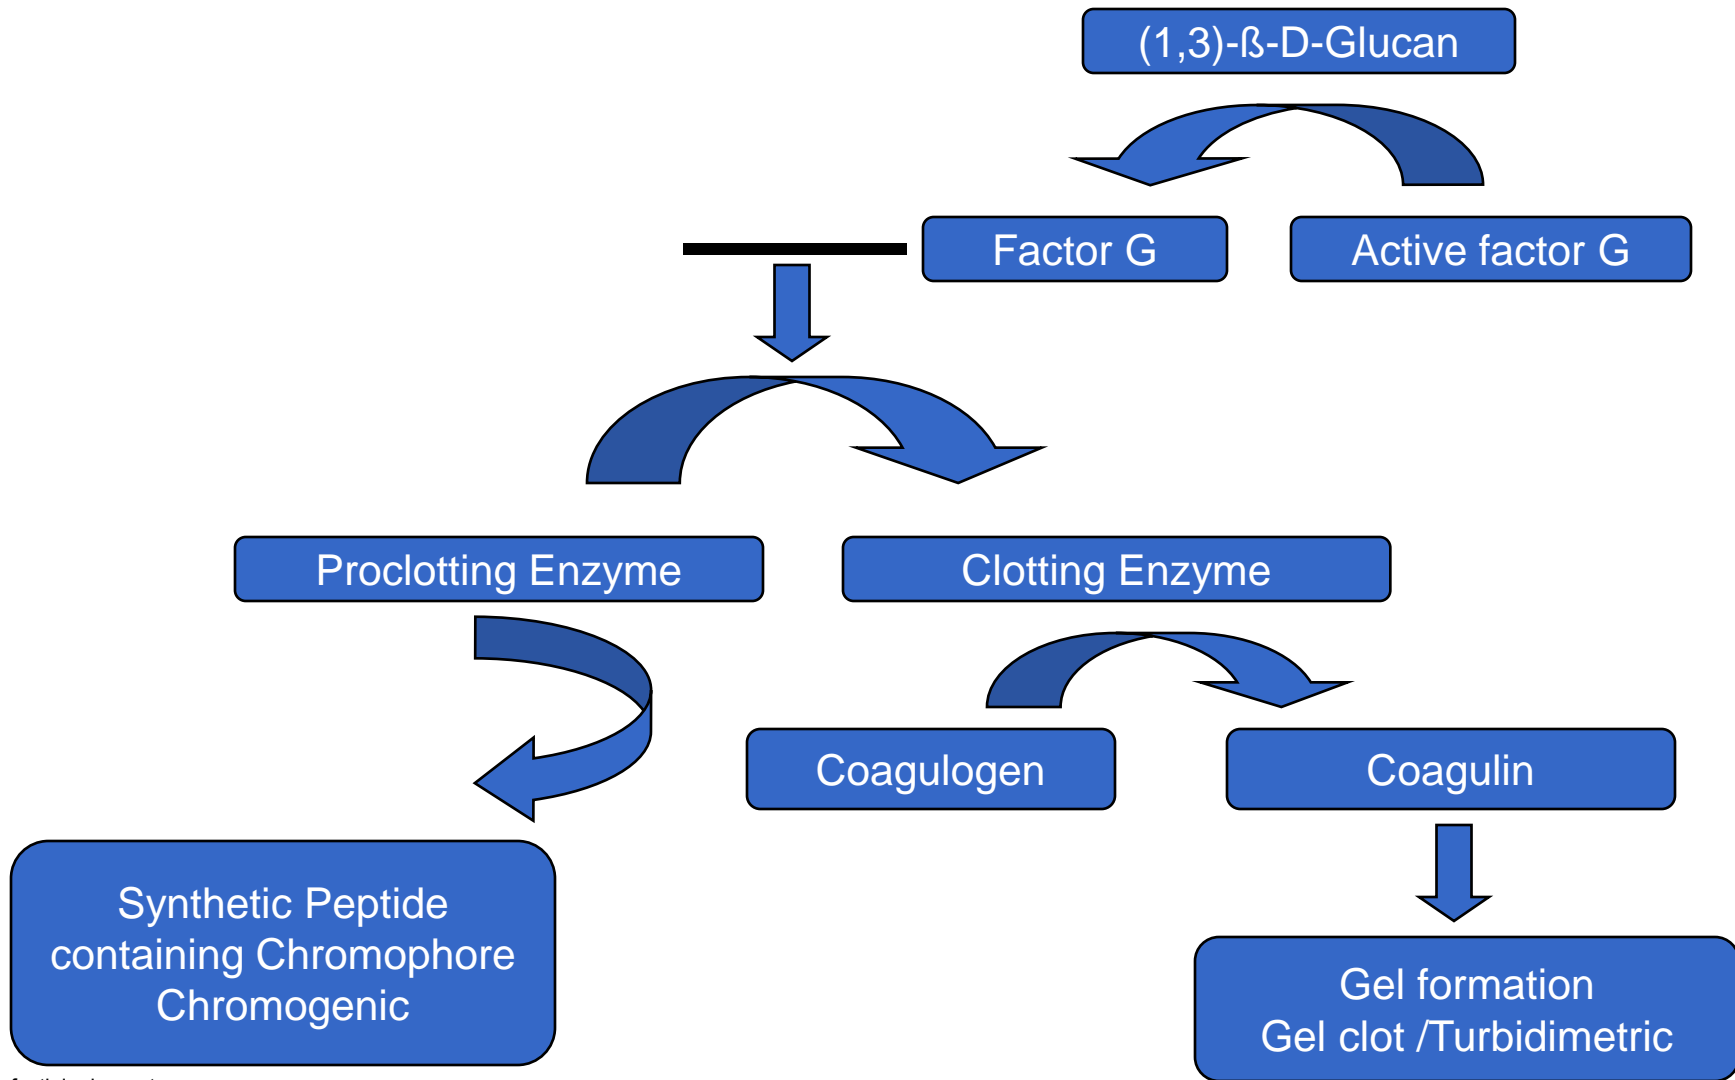 (1,3)-ß-D-Glucan
Factor G
Active factor G
Proclotting Enzyme
Clotting Enzyme
Coagulogen
Coagulin
Synthetic Peptide
containing Chromophore
Chromogenic
Gel formation
Gel clot /Turbidimetric